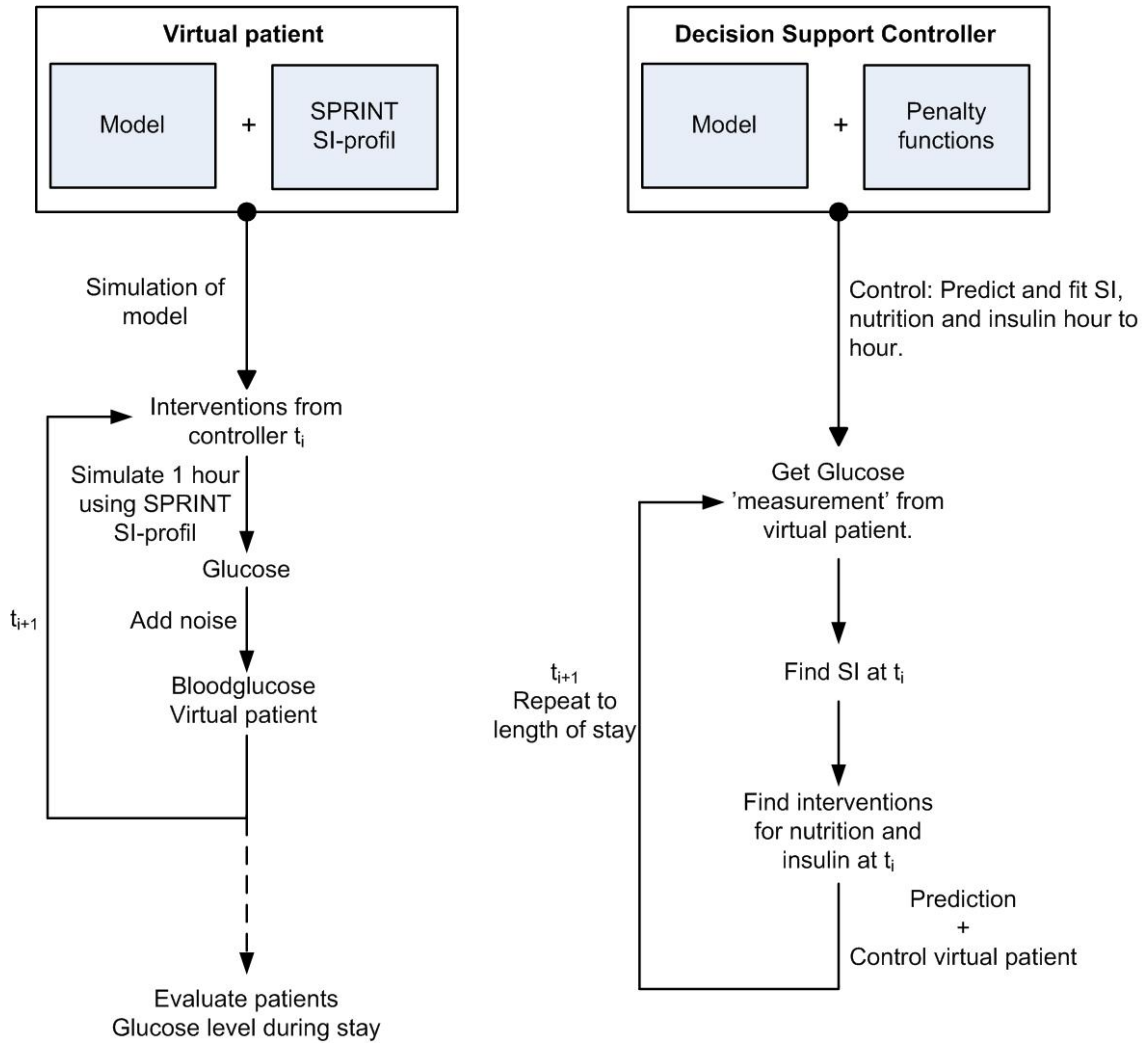 Virtual patient
Model
+
SPRINT
SI-profil
Simulation of
model
Interventions from
controller tᵢ
Simulate 1 hour
using SPRINT
SI-profil
Glucose
Add noise
Bloodglucose
Virtual patient
tᵢ₊₁
Evaluate patients
Glucose level during stay
Decision Support Controller
Model
+
Penalty
functions
Control: Predict and fit SI,
nutrition and insulin hour to
hour.
Get Glucose
’measurement’ from
virtual patient.
Find SI at tᵢ
tᵢ₊₁
Repeat to
length of stay
Find interventions
for nutrition and
insulin at tᵢ
Prediction
+
Control virtual patient